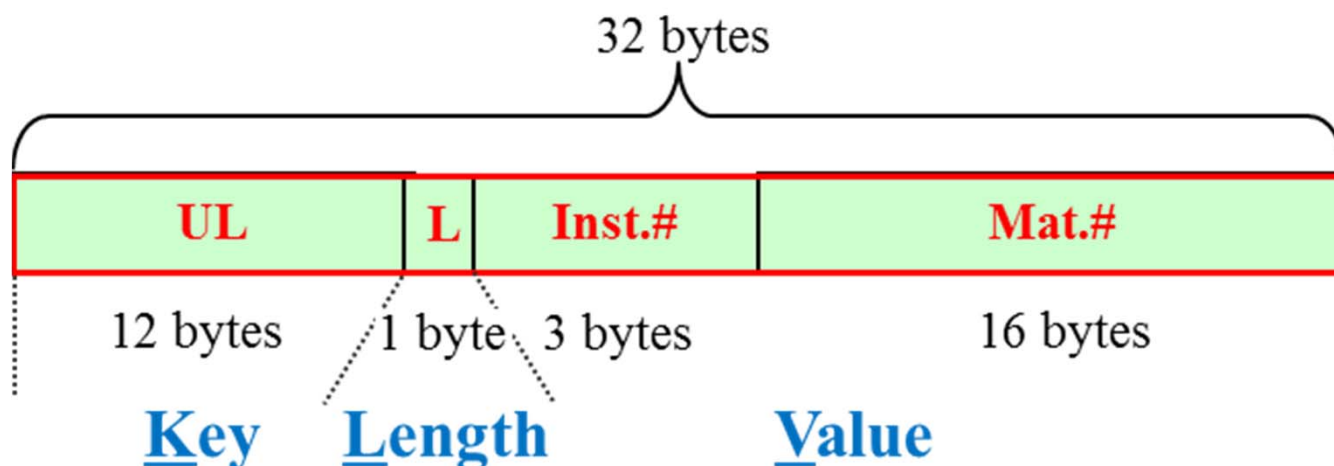 32 bytes
UL L Inst.# Mat.#
12 bytes 1 byte 3 bytes 16 bytes
Key Length Value